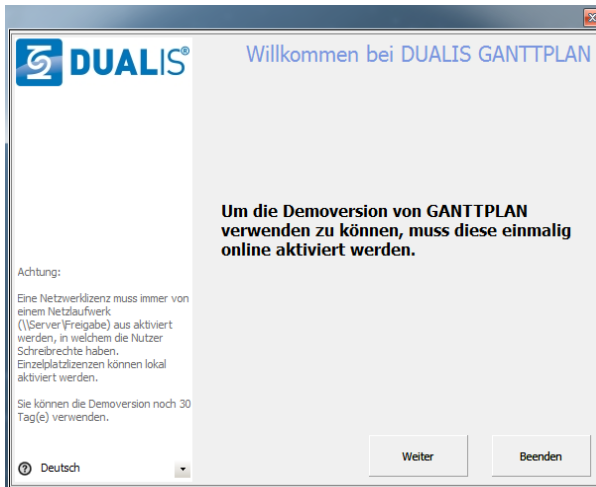 DUALIS®
Willkommen bei DUALIS GANTTPLAN
Um die Demoversion von GANTTPLAN
verwenden zu können, muss diese einmalig
online aktiviert werden.
Achtung:
Eine Netzwerklizenz muss immer von
einem Netzlaufwerk
(\\Server\Freigabe) aus aktiviert
werden, in welchem die Nutzer
Schreibrechte haben.
Einzelplatzlizenzen können lokal
aktiviert werden.
Sie können die Demoversion noch 30
Tag(e) verwenden.
Deutsch
Weiter
Beenden